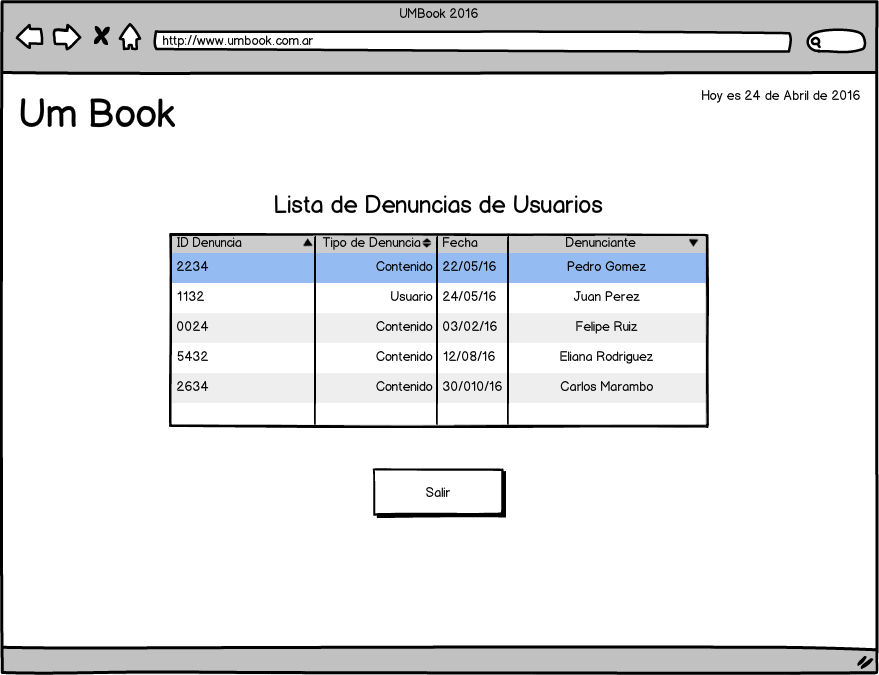 UMBook 2016
http://www.umbook.com.ar
Hoy es 24 de Abril de 2016
Um Book
Lista de Denuncias de Usuarios
ID Denuncia Tipo de Denuncia Fecha Denunciante
2234 Contenido 22/05/16 Pedro Gomez
1132 Usuario 24/05/16 Juan Perez
0024 Contenido 03/02/16 Felipe Ruiz
5432 Contenido 12/08/16 Eliana Rodriguez
2634 Contenido 30/010/16 Carlos Marambo
Salir